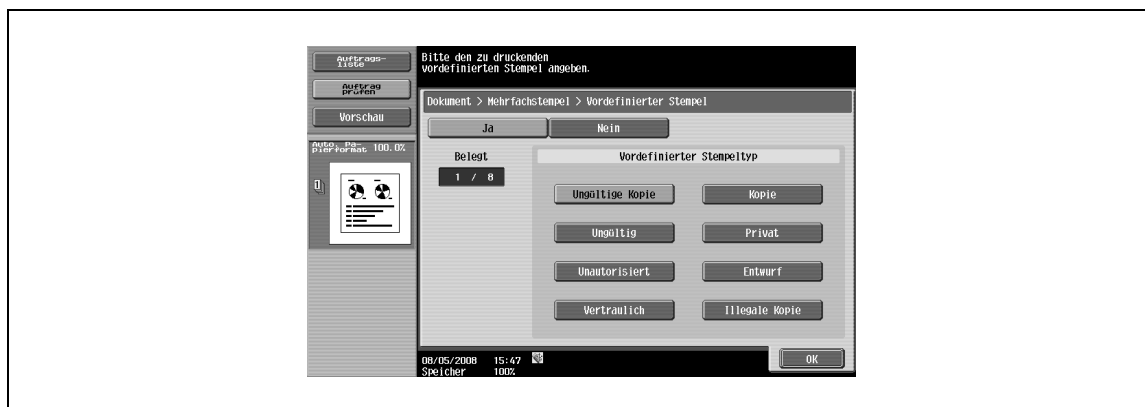 Auftrags-
liste
Auftrag
prüfen
Vorschau
Auto. Pa-
pierformat 100.0%
1
Bitte den zu druckenden
vordefinierten Stempel angeben.
Dokument > Mehrfachstempel > Vordefinierter Stempel
Ja Nein
Belegt
1 / 8
Vordefinierter Stempeltyp
Ungültige Kopie Kopie
Ungültig Privat
Unautorisiert Entwurf
Vertraulich Illegale Kopie
08/05/2008 15:47
Speicher 100%
OK